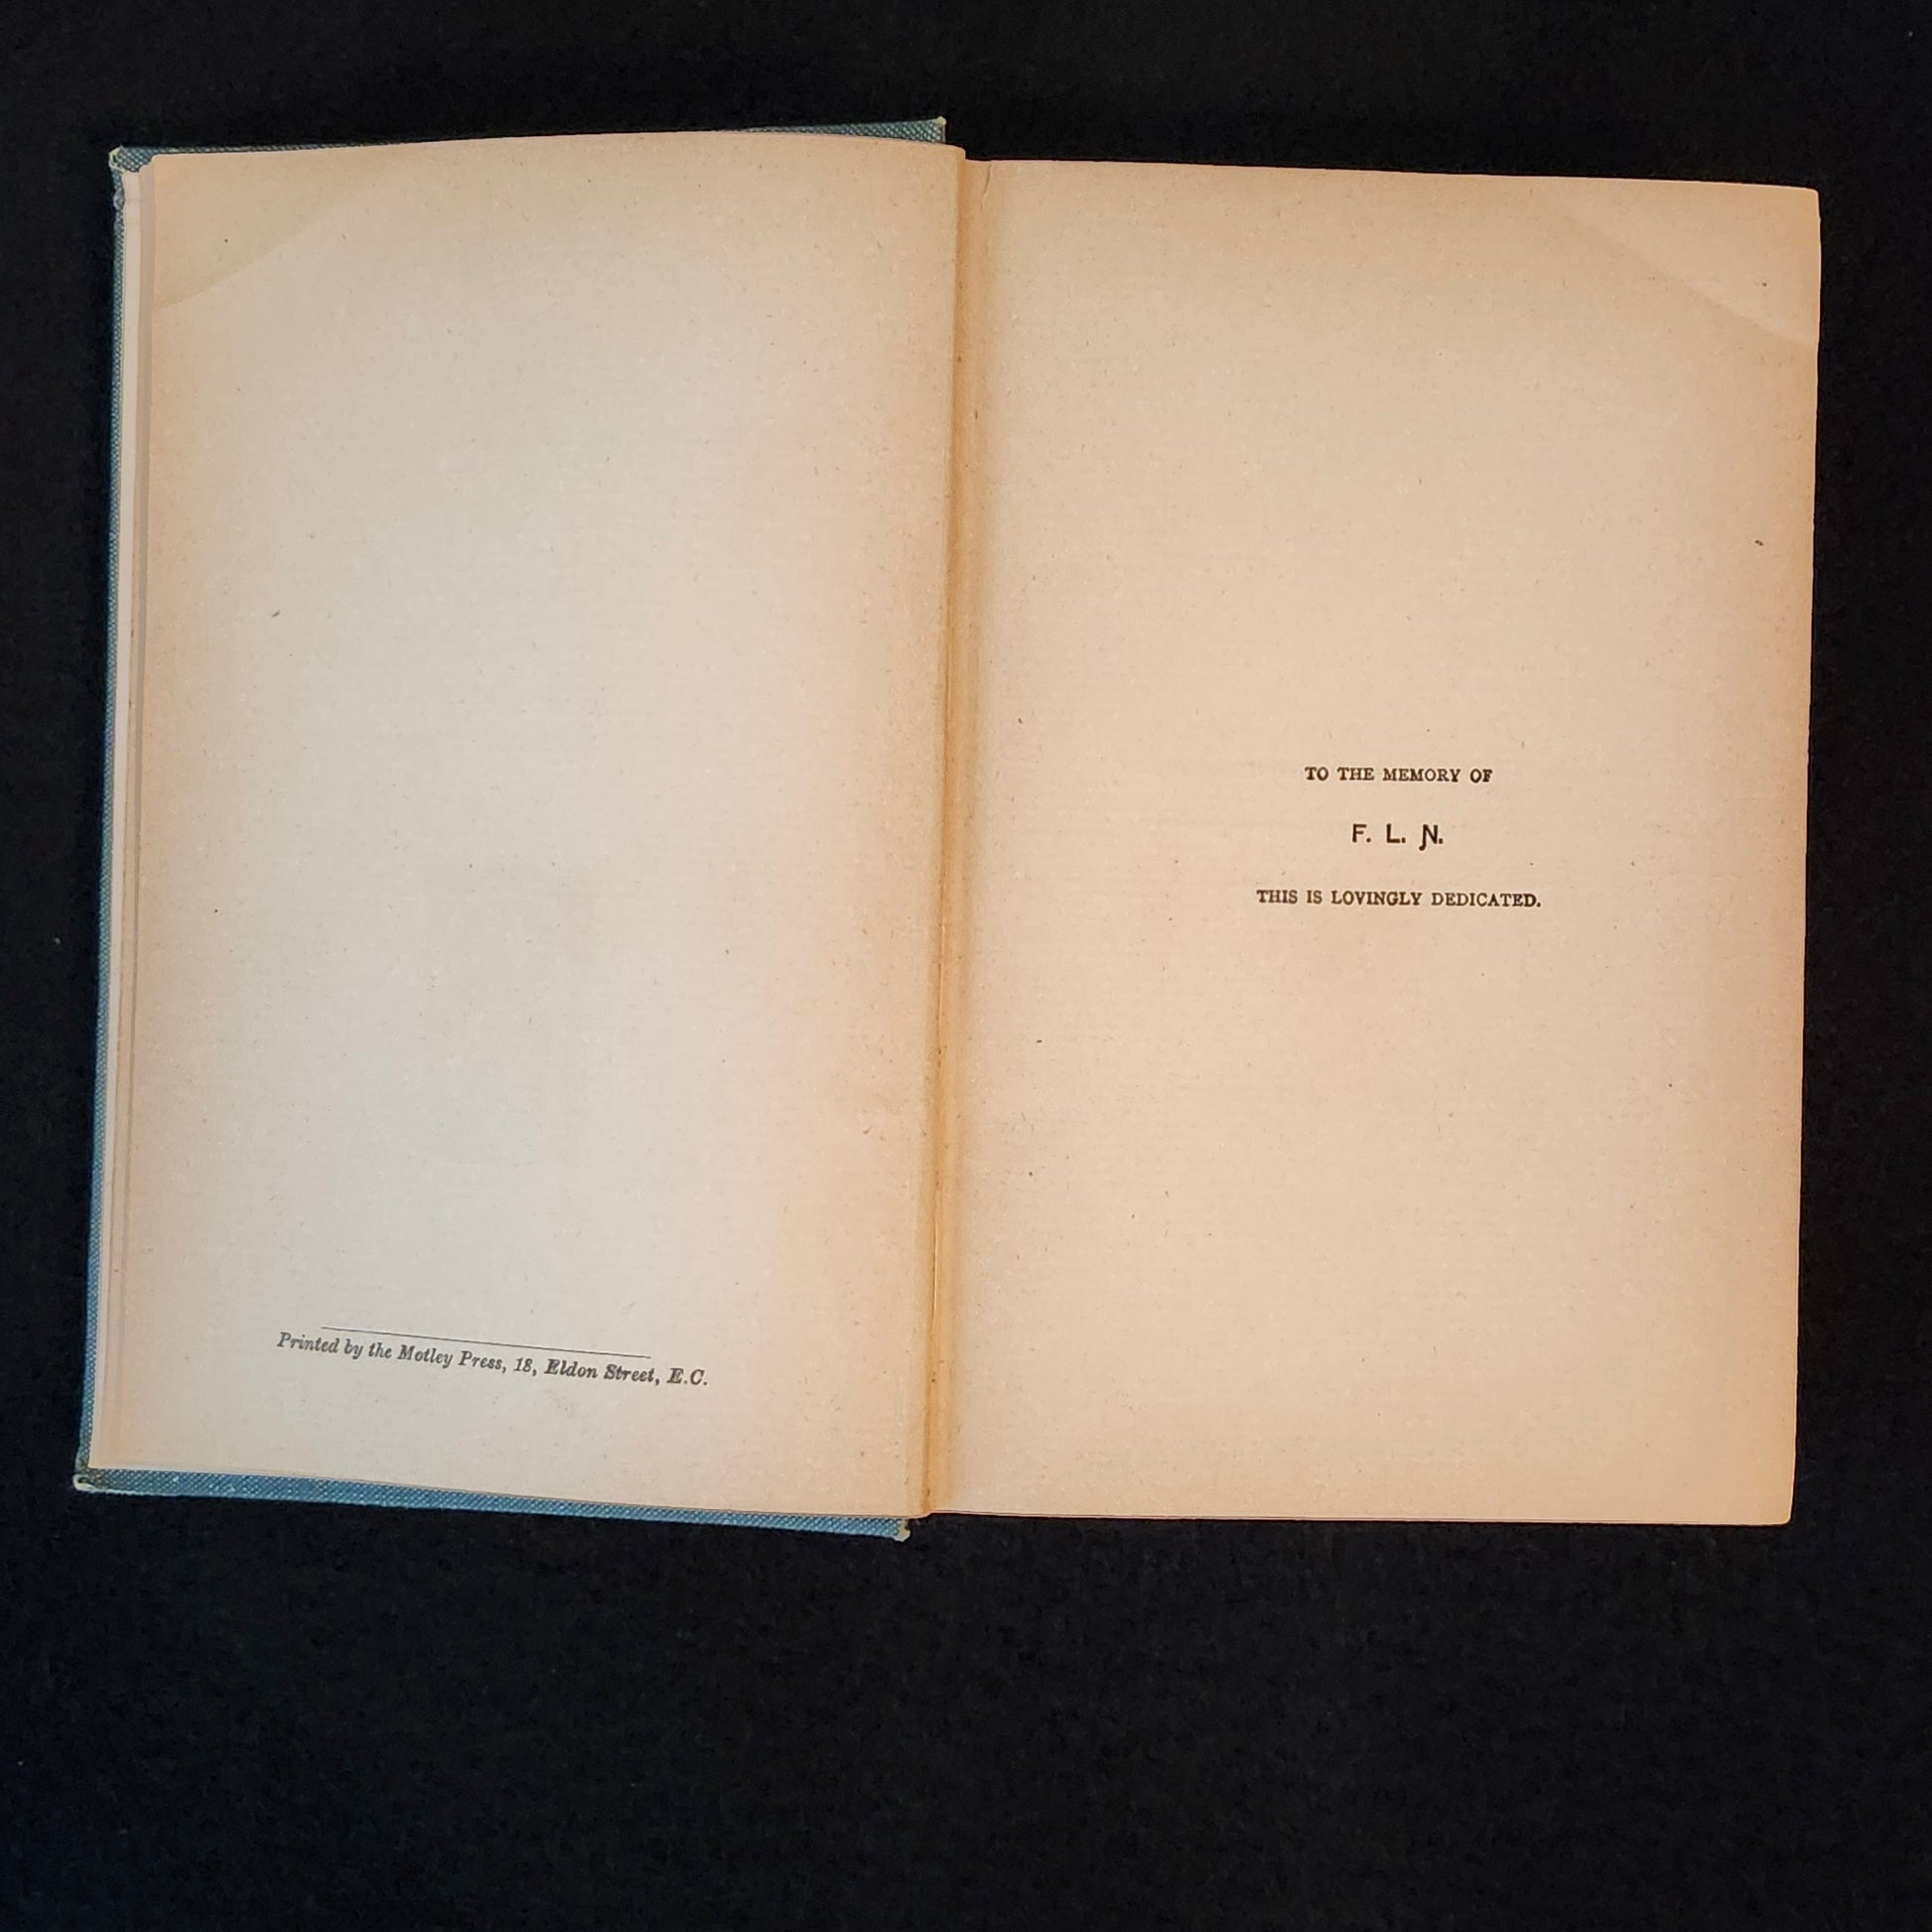 Printed by the Motley Press, 18, Eldon Street, E.C.
TO THE MEMORY OF
F. L. N.
THIS IS LOVINGLY DEDICATED.